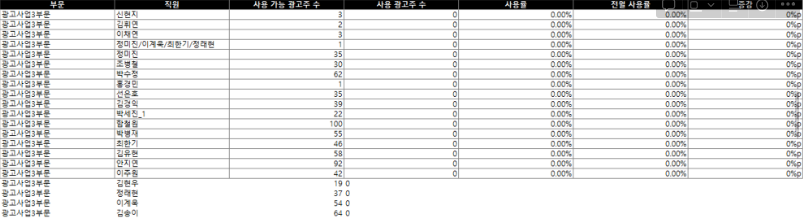 부문 직원 사용 가능 광고주 수 사용 광고주 수 사용률 전월 사용률 증감
광고사업3부문 신현지 3 0 0.00% 0.00% 0%p
광고사업3부문 김휘연 2 0 0.00% 0.00% 0%p
광고사업3부문 이채연 3 0 0.00% 0.00% 0%p
광고사업3부문 정미진/이계욱/최한기/정래현 1 0 0.00% 0.00% 0%p
광고사업3부문 정미진 35 0 0.00% 0.00% 0%p
광고사업3부문 조병철 30 0 0.00% 0.00% 0%p
광고사업3부문 박수정 62 0 0.00% 0.00% 0%p
광고사업3부문 홍경민 1 0 0.00% 0.00% 0%p
광고사업3부문 선은호 35 0 0.00% 0.00% 0%p
광고사업3부문 김경익 39 0 0.00% 0.00% 0%p
광고사업3부문 박세진_1 22 0 0.00% 0.00% 0%p
광고사업3부문 함철원 100 0 0.00% 0.00% 0%p
광고사업3부문 박병재 55 0 0.00% 0.00% 0%p
광고사업3부문 최한기 46 0 0.00% 0.00% 0%p
광고사업3부문 김유현 58 0 0.00% 0.00% 0%p
광고사업3부문 안지연 92 0 0.00% 0.00% 0%p
광고사업3부문 이주원 42 0 0.00% 0.00% 0%p
광고사업3부문 김현우 19 0
광고사업3부문 정래현 37 0
광고사업3부문 이계욱 54 0
광고사업3부문 김송이 64 0